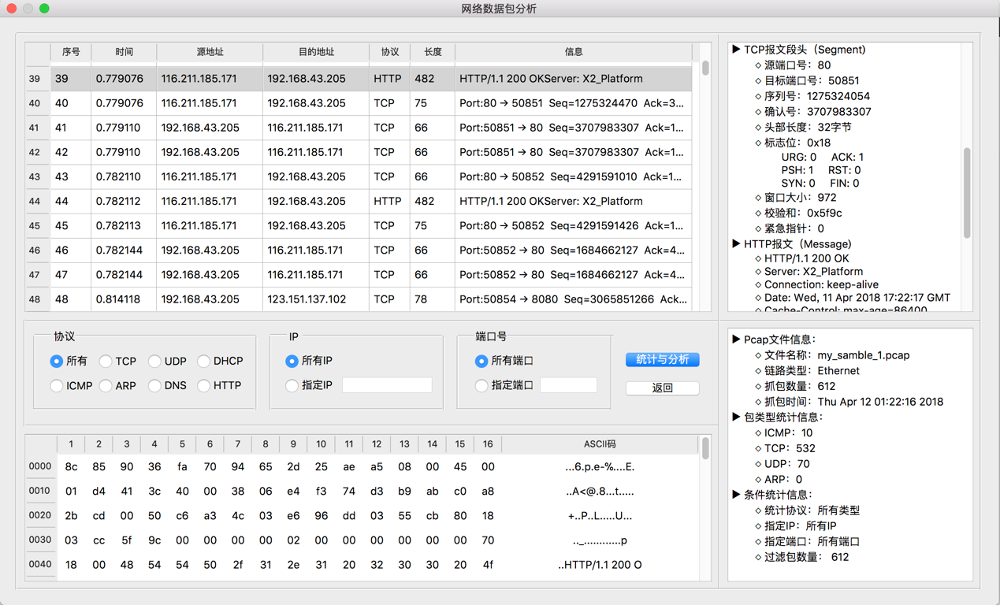 网络数据包分析
序号 时间 源地址 目的地址 协议 长度 信息
39 39 0.779076 116.211.185.171 192.168.43.205 HTTP 482 HTTP/1.1 200 OKServer: X2_Platform
40 40 0.779076 116.211.185.171 192.168.43.205 TCP 75 Port:80 → 50851 Seq=1275324470 Ack=3...
41 41 0.779110 192.168.43.205 116.211.185.171 TCP 66 Port:50851 → 80 Seq=3707983307 Ack=1...
42 42 0.779110 192.168.43.205 116.211.185.171 TCP 66 Port:50851 → 80 Seq=3707983307 Ack=1...
43 43 0.782110 116.211.185.171 192.168.43.205 TCP 66 Port:80 → 50852 Seq=4291591010 Ack=1...
44 44 0.782112 116.211.185.171 192.168.43.205 HTTP 482 HTTP/1.1 200 OKServer: X2_Platform
45 45 0.782113 116.211.185.171 192.168.43.205 TCP 75 Port:80 → 50852 Seq=4291591426 Ack=1...
46 46 0.782144 192.168.43.205 116.211.185.171 TCP 66 Port:50852 → 80 Seq=1684662127 Ack=4...
47 47 0.782144 192.168.43.205 116.211.185.171 TCP 66 Port:50852 → 80 Seq=1684662127 Ack=4...
48 48 0.814118 192.168.43.205 123.151.137.102 TCP 78 Port:50854 → 8080 Seq=3065851266 Ack...
▶ TCP报文段头（Segment)
◇ 源端口号：80
◇ 目标端口号：50851
◇ 序列号：1275324054
◇ 确认号：3707983307
◇ 头部长度：32字节
◇ 标志位：0x18
URG: 0 ACK: 1
PSH: 1 RST: 0
SYN: 0 FIN: 0
◇ 窗口大小：972
◇ 校验和：0x5f9c
◇ 紧急指针：0
▶ HTTP报文（Message)
◇ HTTP/1.1 200 OK
◇ Server: X2_Platform
◇ Connection: keep-alive
◇ Date: Wed, 11 Apr 2018 17:22:17 GMT
◇ Cache-Control: max-age=86400
协议
所有 TCP UDP DHCP
ICMP ARP DNS HTTP
IP
所有IP
指定IP
端口号
所有端口
指定端口
统计与分析
返回
1 2 3 4 5 6 7 8 9 10 11 12 13 14 15 16 ASCII码
0000 8c 85 90 36 fa 70 94 65 2d 25 ae a5 08 00 45 00 ...6.p.e-%....E.
0010 01 d4 41 3c 40 00 38 06 e4 f3 74 d3 b9 ab c0 a8 ..A<@.8...t.....
0020 2b cd 00 50 c6 a3 4c 03 e6 96 dd 03 55 cb 80 18 +..P..L.....U...
0030 03 cc 5f 9c 00 00 00 00 02 00 00 00 00 00 00 70 .._............p
0040 18 00 48 54 54 50 2f 31 2e 31 20 32 30 30 20 4f ..HTTP/1.1 200 O
▶ Pcap文件信息：
◇ 文件名称：my_samble_1.pcap
◇ 链路类型：Ethernet
◇ 抓包数量：612
◇ 抓包时间：Thu Apr 12 01:22:16 2018
▶ 包类型统计信息：
◇ ICMP：10
◇ TCP：532
◇ UDP：70
◇ ARP：0
▶ 条件统计信息：
◇ 统计协议：所有类型
◇ 指定IP：所有IP
◇ 指定端口：所有端口
◇ 过滤包数量： 612